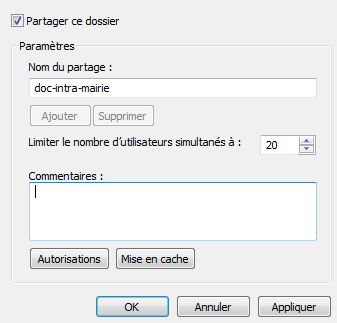 Partager ce dossier
Paramètres
Nom du partage :
doc-intra-mairie
Ajouter
Supprimer
Limiter le nombre d'utilisateurs simultanés à :
20
Commentaires :
Autorisations
Mise en cache
OK
Annuler
Appliquer